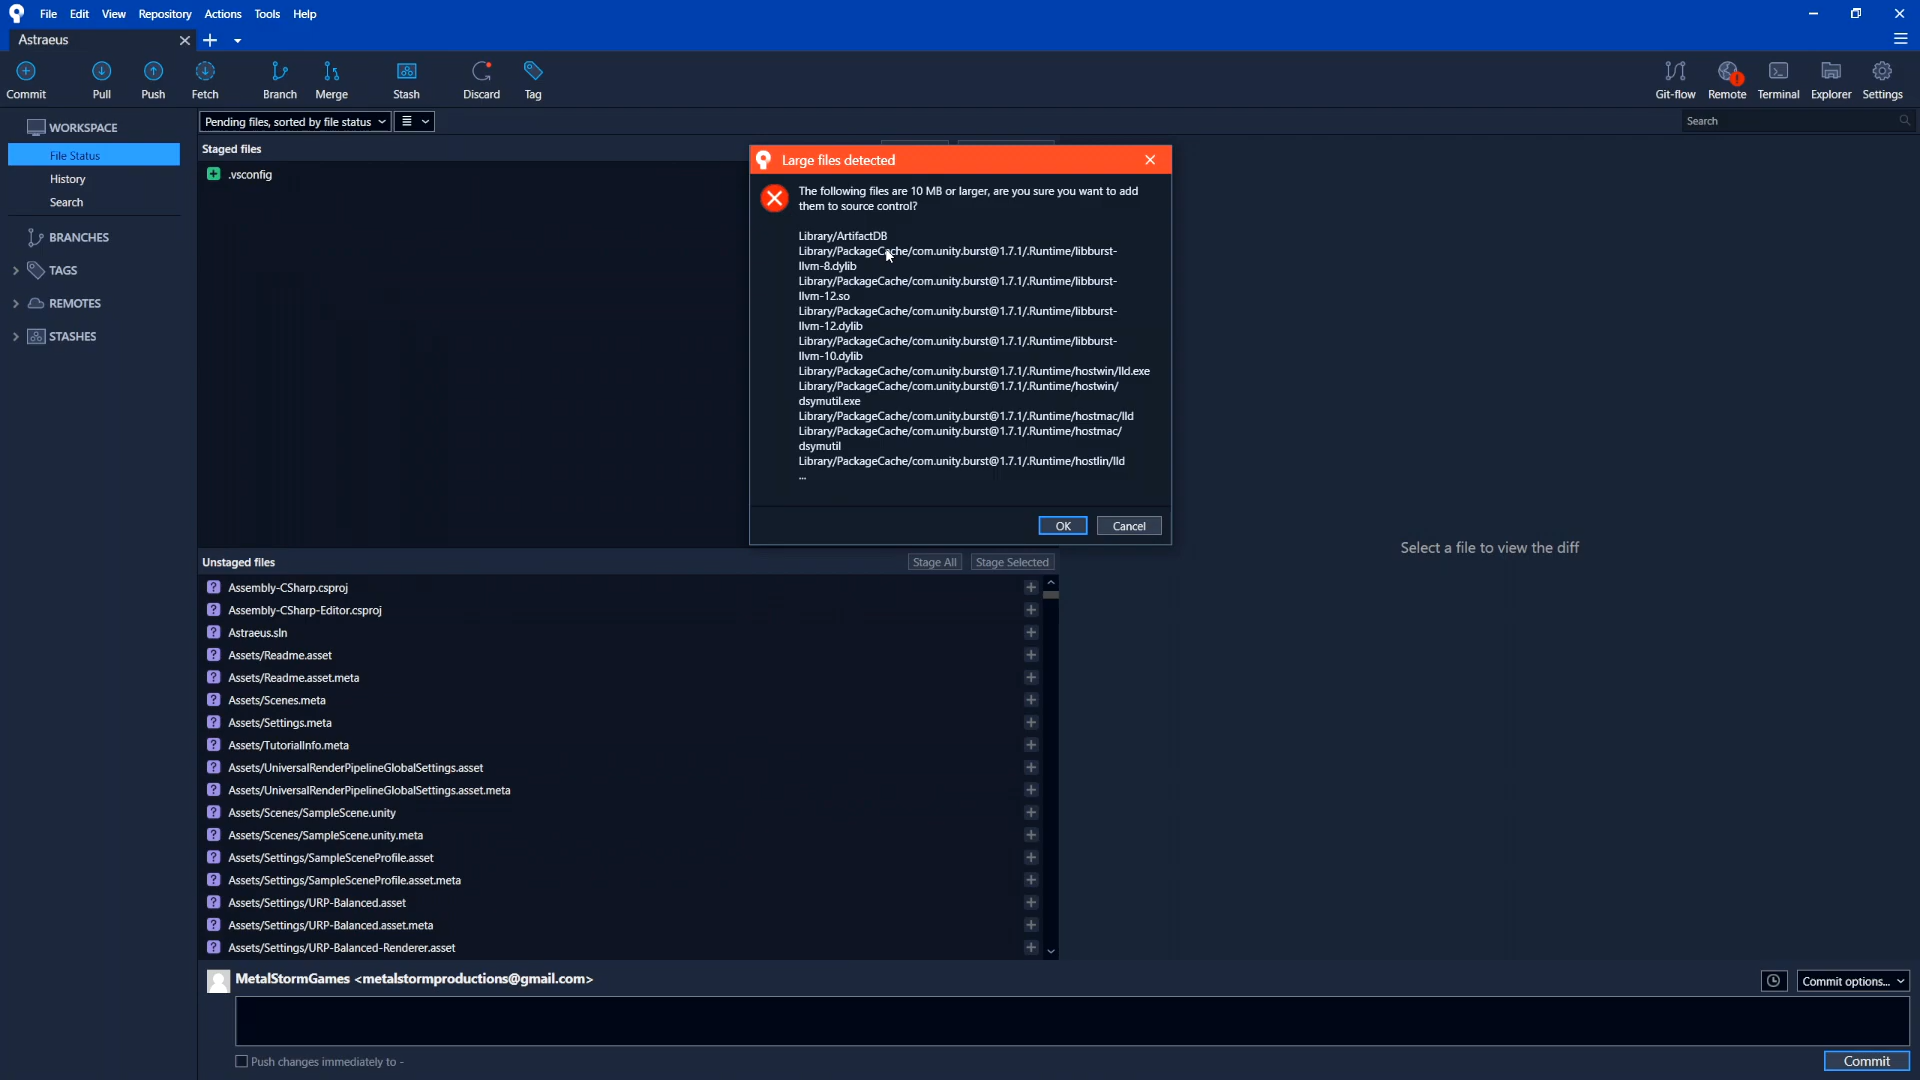 File Edit View Repository Actions Tools Help
Astraeus
Commit Pull Push Fetch Branch Merge Stash Discard Tag Git-flow Remote Terminal Explorer Settings
WORKSPACE
File Status
History
Search
BRANCHES
TAGS
REMOTES
STASHES
Pending files, sorted by file status
Search
Staged files
.vsconfig
Large files detected
The following files are 10 MB or larger, are you sure you want to add
them to source control?
Library/ArtifactDB
Library/PackageCache/com.unity.burst@1.7.1/.Runtime/libburst-
llvm-8.dylib
Library/PackageCache/com.unity.burst@1.7.1/.Runtime/libburst-
llvm-12.so
Library/PackageCache/com.unity.burst@1.7.1/.Runtime/libburst-
llvm-12.dylib
Library/PackageCache/com.unity.burst@1.7.1/.Runtime/libburst-
llvm-10.dylib
Library/PackageCache/com.unity.burst@1.7.1/.Runtime/hostwin/lld.exe
Library/PackageCache/com.unity.burst@1.7.1/.Runtime/hostwin/
dsymutil.exe
Library/PackageCache/com.unity.burst@1.7.1/.Runtime/hostmac/lld
Library/PackageCache/com.unity.burst@1.7.1/.Runtime/hostmac/
dsymutil
Library/PackageCache/com.unity.burst@1.7.1/.Runtime/hostlin/lld
...
OK Cancel
Select a file to view the diff
Unstaged files Stage All Stage Selected
Assembly-CSharp.csproj
Assembly-CSharp-Editor.csproj
Astraeus.sln
Assets/Readme.asset
Assets/Readme.asset.meta
Assets/Scenes.meta
Assets/Settings.meta
Assets/TutorialInfo.meta
Assets/UniversalRenderPipelineGlobalSettings.asset
Assets/UniversalRenderPipelineGlobalSettings.asset.meta
Assets/Scenes/SampleScene.unity
Assets/Scenes/SampleScene.unity.meta
Assets/Settings/SampleSceneProfile.asset
Assets/Settings/SampleSceneProfile.asset.meta
Assets/Settings/URP-Balanced.asset
Assets/Settings/URP-Balanced.asset.meta
Assets/Settings/URP-Balanced-Renderer.asset
MetalStormGames <metalstormproductions@gmail.com>
Commit options...
Push changes immediately to -
Commit